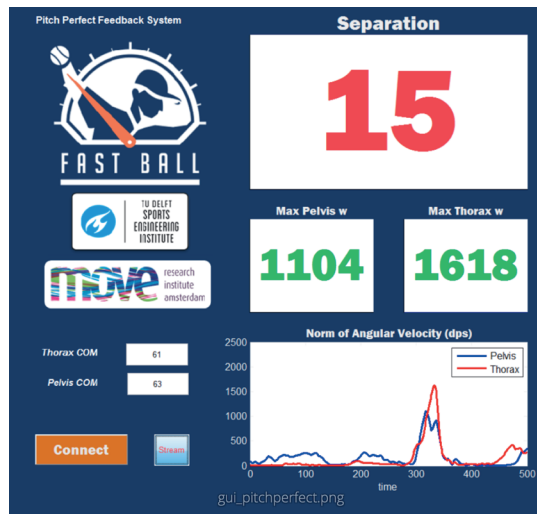 Pitch Perfect Feedback System
FAST BALL
TU DELFT
SPORTS
ENGINEERING
INSTITUTE
move
research
institute
amsterdam
Thorax COM
61
Pelvis COM
63
Connect
Stream
Separation
15
Max Pelvis w
1104
Max Thorax w
1618
Norm of Angular Velocity (dps)
2500
2000
1500
1000
500
0
Pelvis
Thorax
0 100 200 300 400 500
time
gui_pitchperfect.png